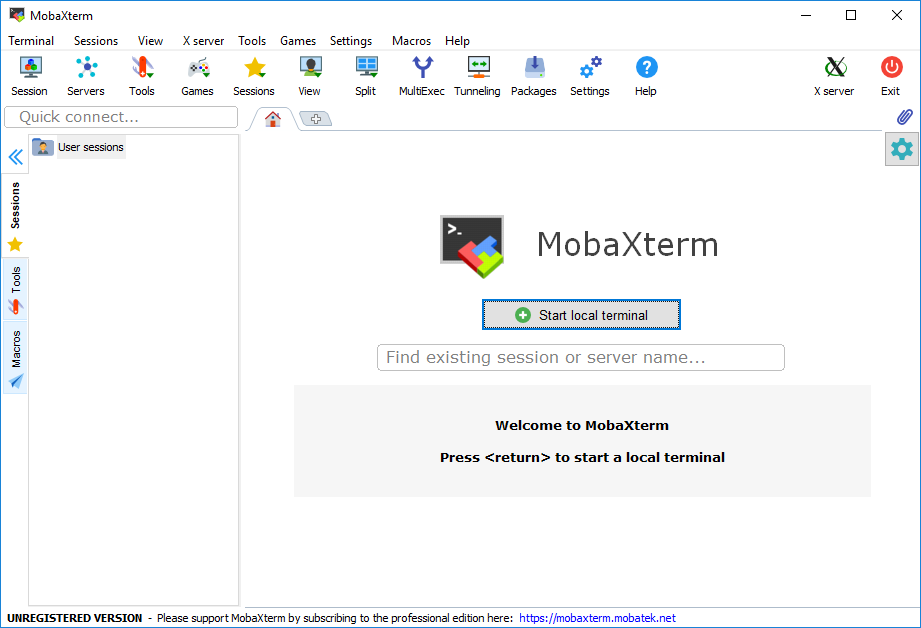 MobaXterm
Terminal Sessions View X server Tools Games Settings Macros Help
Session Servers Tools Games Sessions View Split MultiExec Tunneling Packages Settings Help X server Exit
Quick connect...
User sessions
Sessions
Tools
Macros
>_
MobaXterm
Start local terminal
Find existing session or server name...
Welcome to MobaXterm
Press <return> to start a local terminal
UNREGISTERED VERSION - Please support MobaXterm by subscribing to the professional edition here: https://mobaxterm.mobatek.net